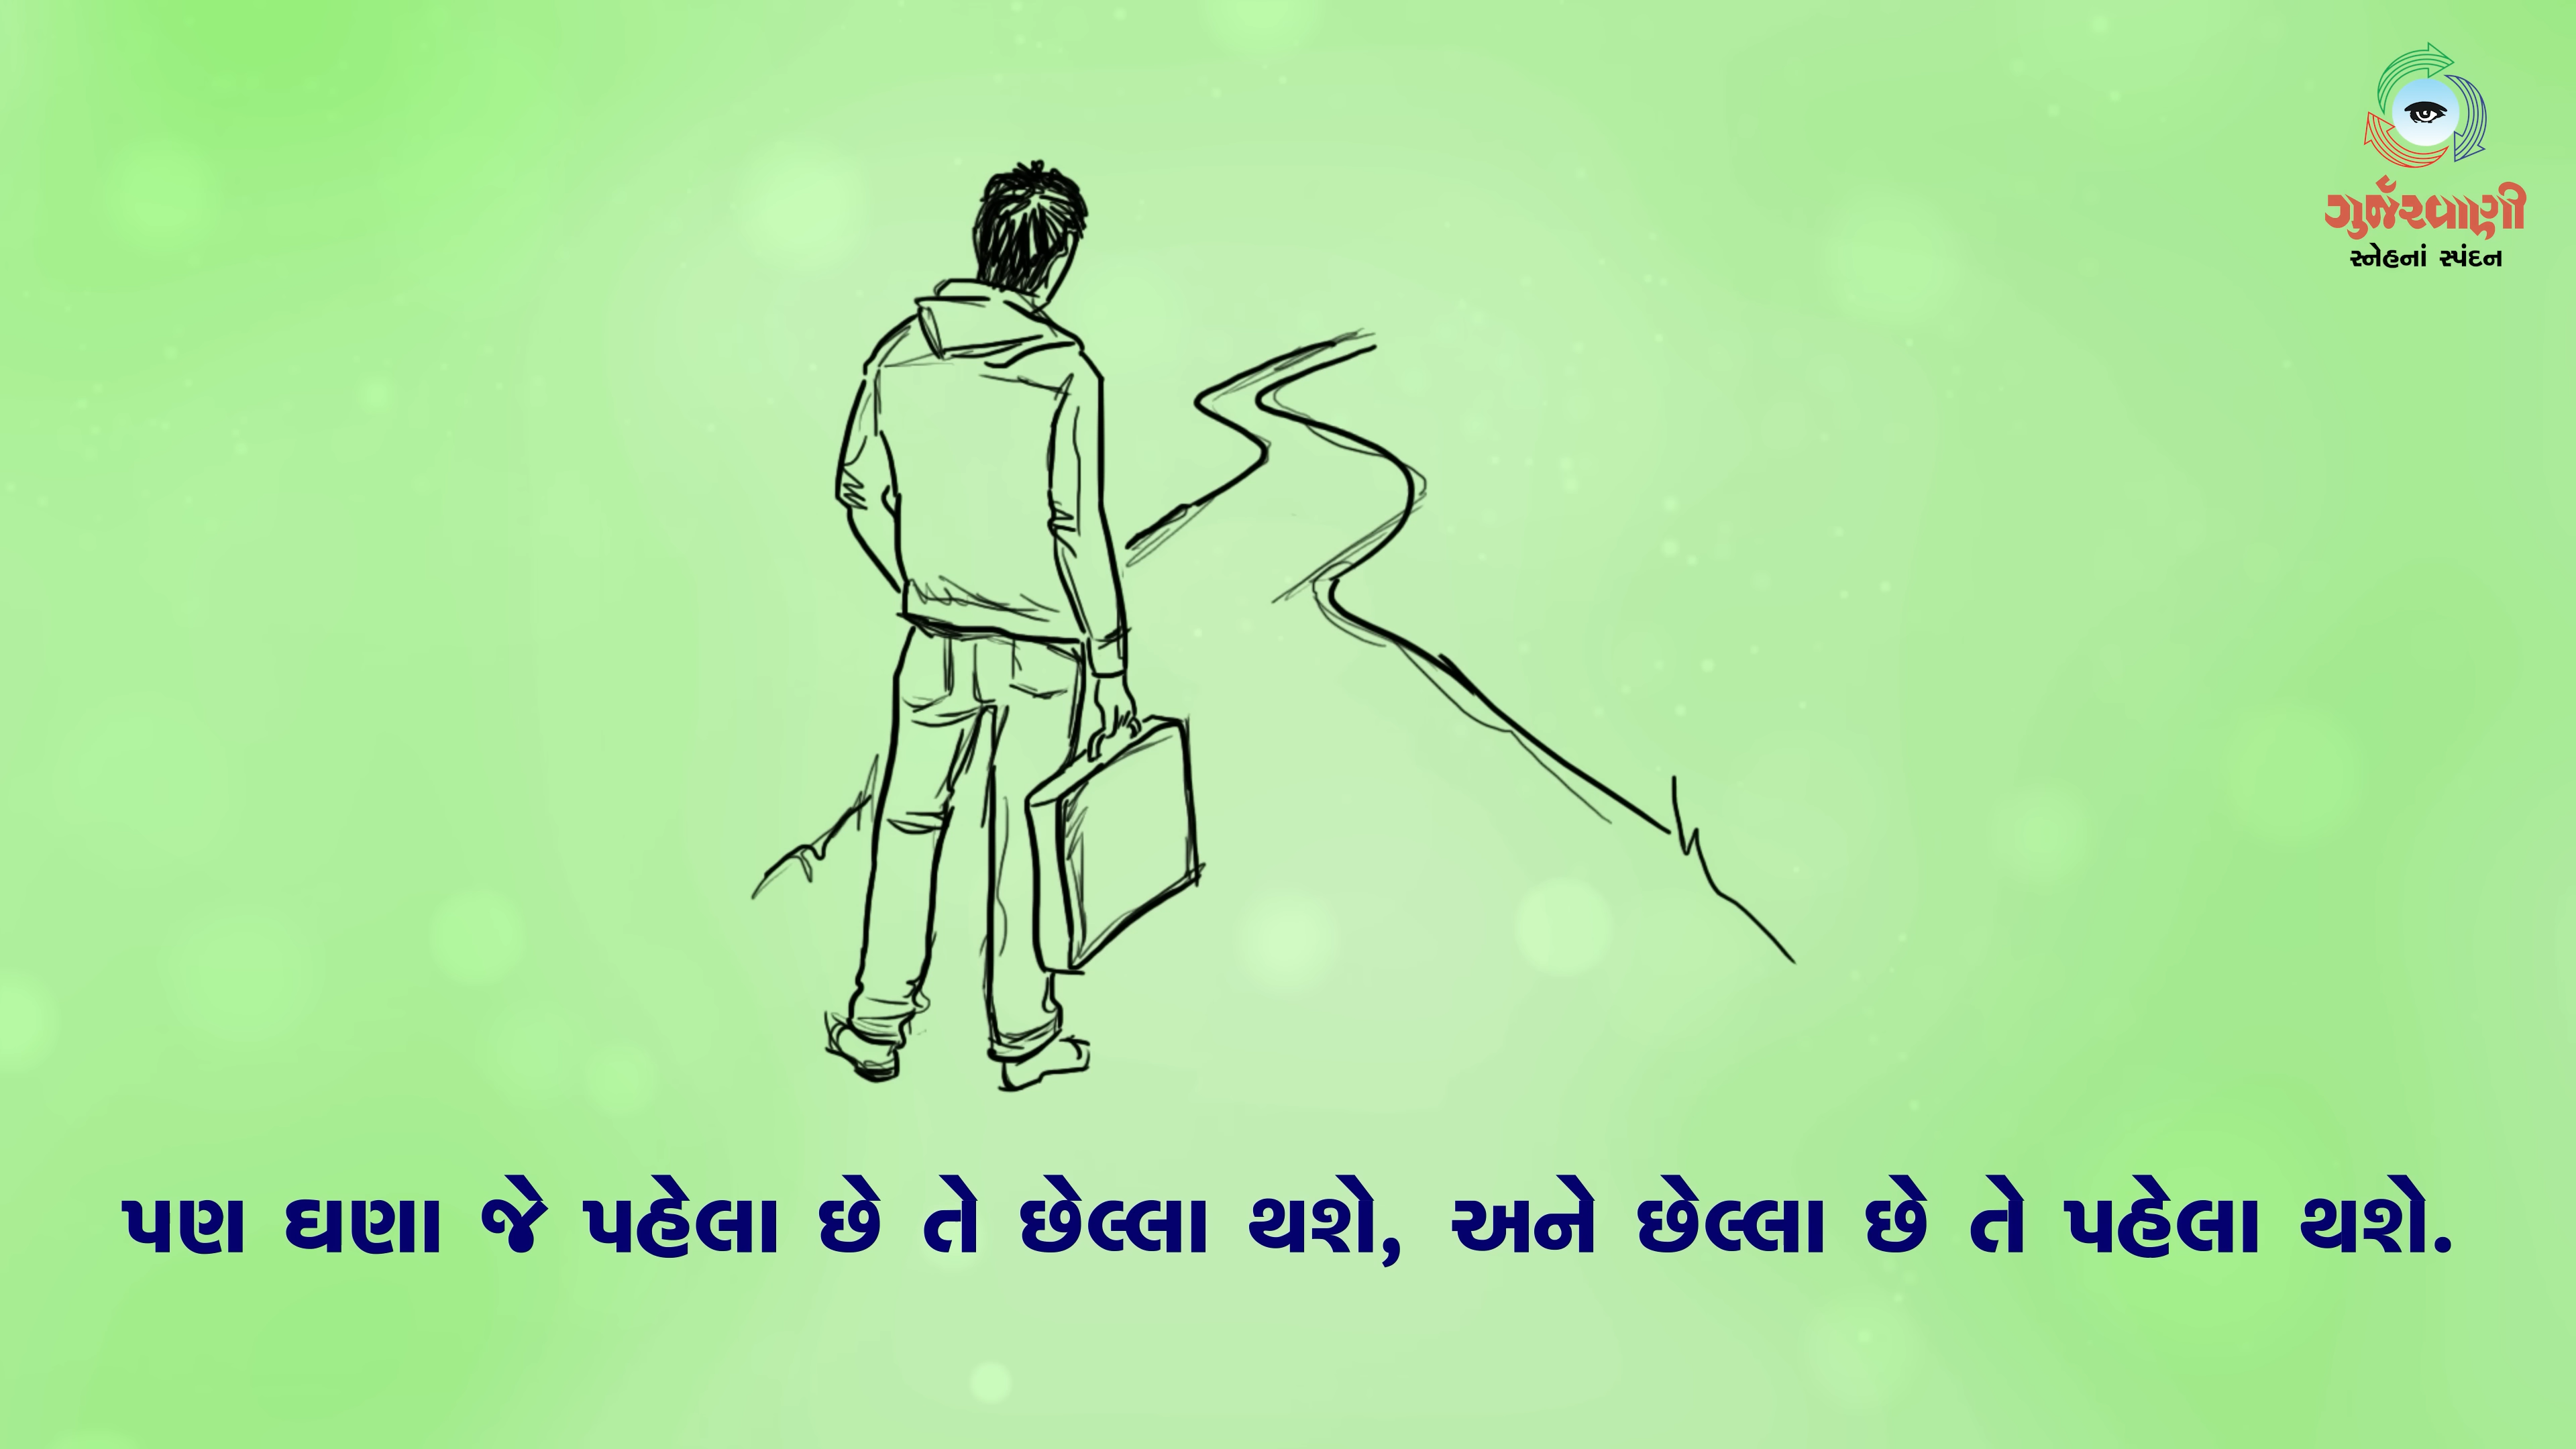 ગુર્જરવાણી
સ્નેહનાં સ્પંદન
પણ ઘણા જે પહેલા છે તે છેલ્લા થશે, અને છેલ્લા છે તે પહેલા થશે.